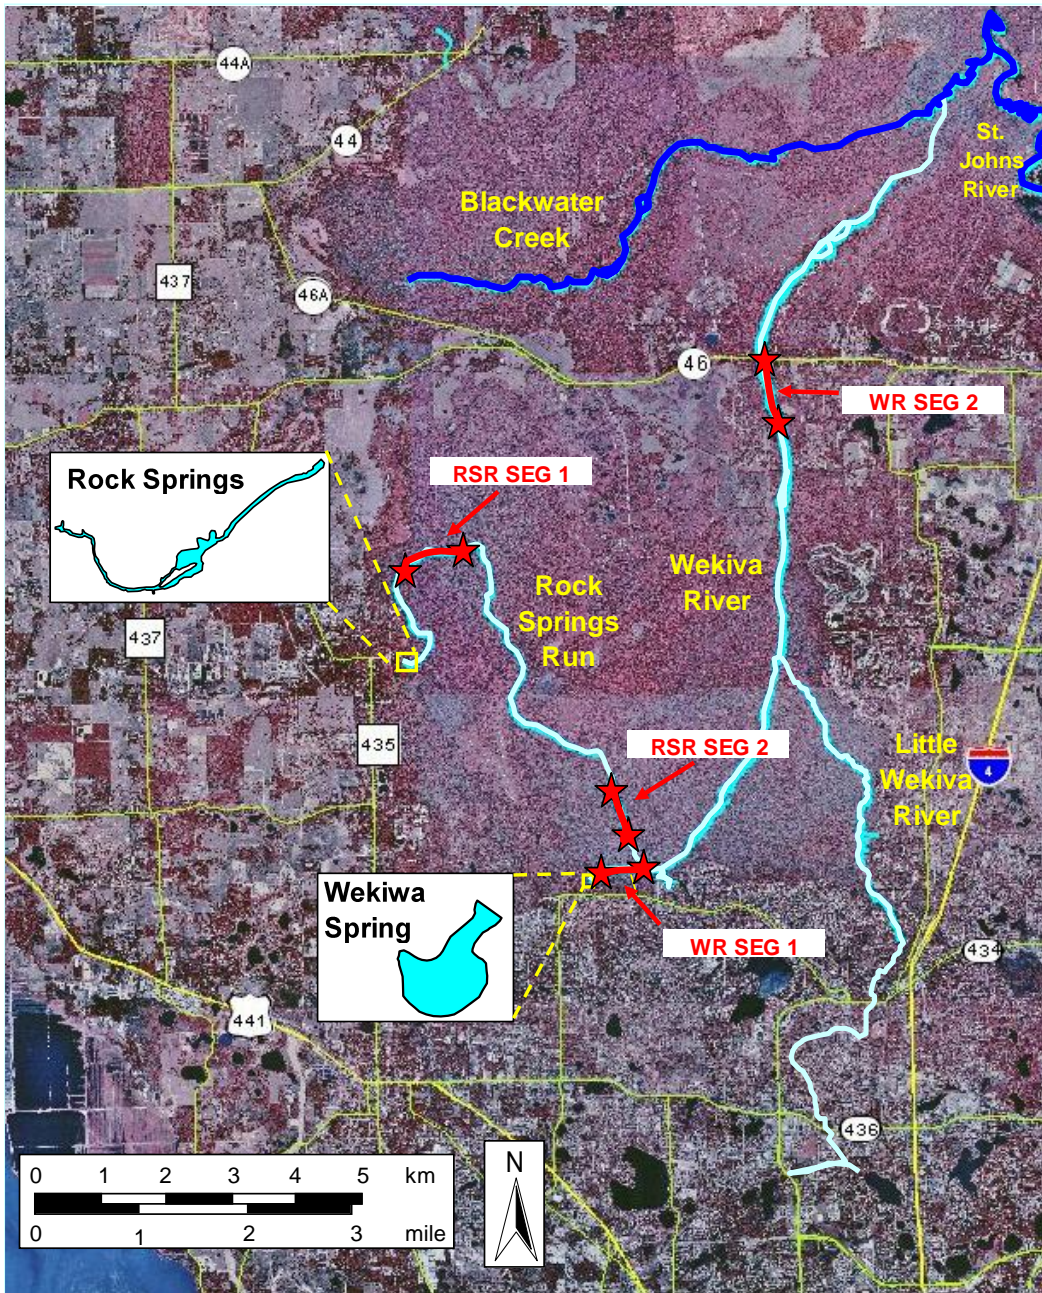 44A
44
St.
Johns
River
Blackwater
Creek
437
46A
46
WR SEG 2
Rock Springs
RSR SEG 1
Wekiva
River
Rock
Springs
Run
437
435
RSR SEG 2
Little
Wekiva
River
4
Wekiwa
Spring
WR SEG 1
434
441
436
N
0 1 2 3 4 5 km
0 1 2 3 mile